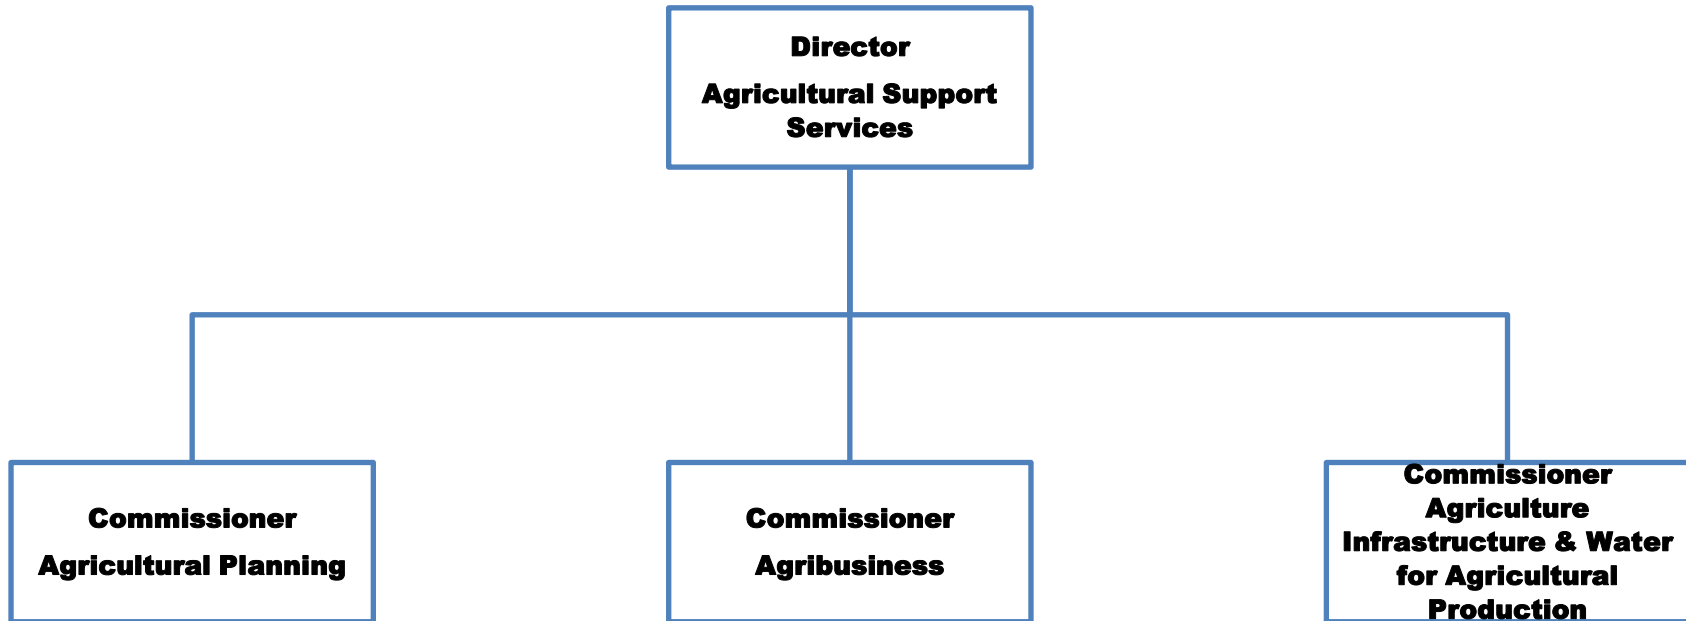 Director
Agricultural Support
Services
Commissioner
Agricultural Planning
Commissioner
Agribusiness
Commissioner
Agriculture
Infrastructure & Water
for Agricultural
Production